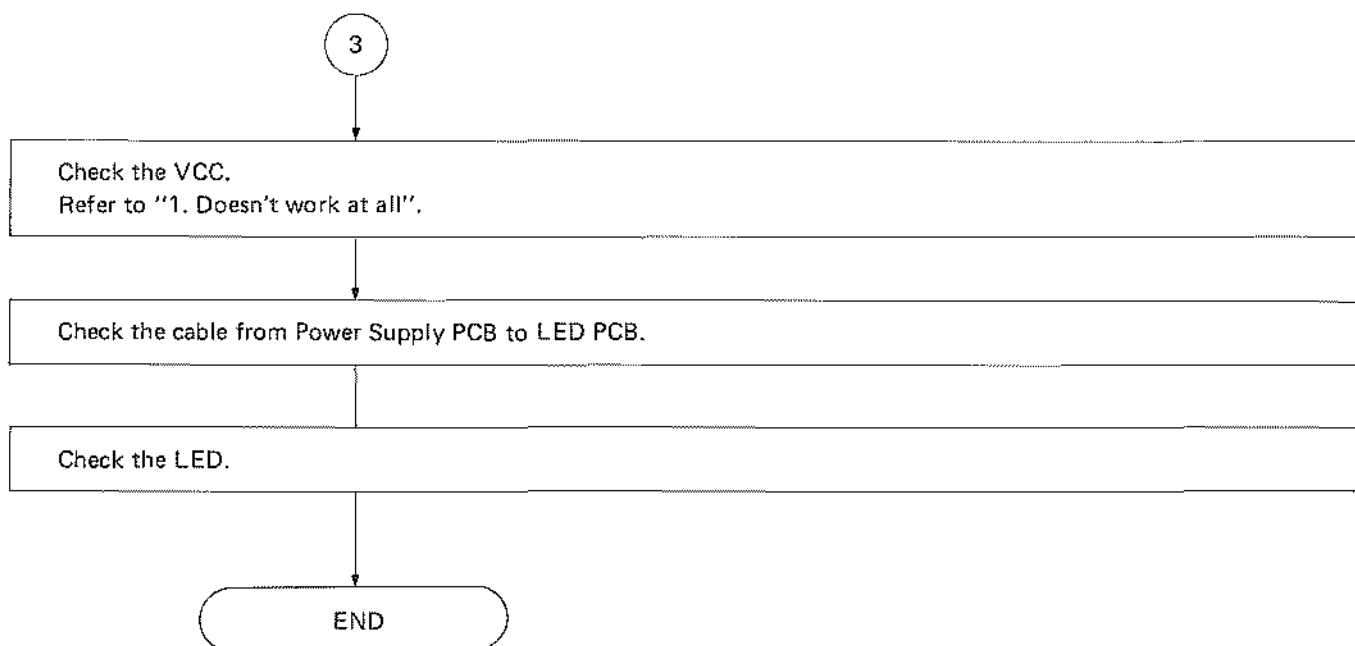 3
Check the VCC.
Refer to "1. Doesn't work at all".
Check the cable from Power Supply PCB to LED PCB.
Check the LED.
END